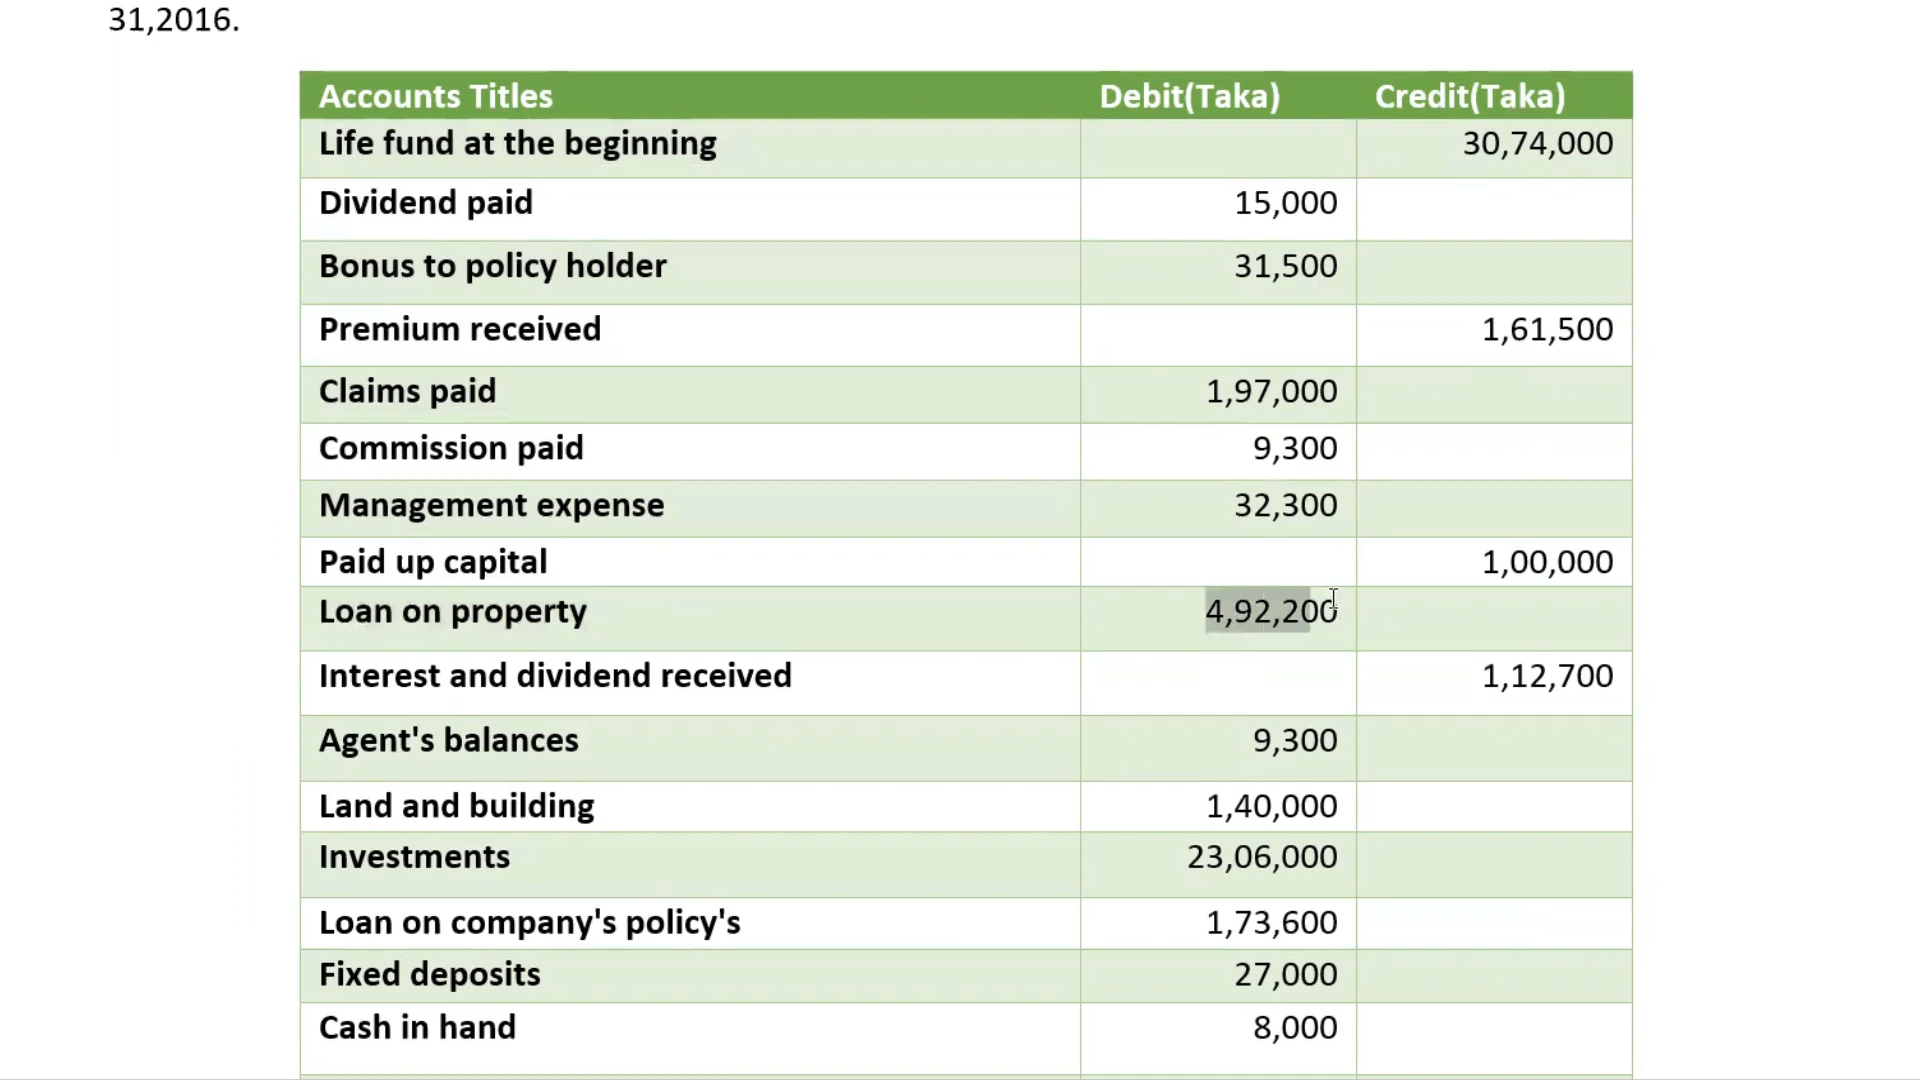 31,2016.
Accounts Titles Debit(Taka) Credit(Taka)
Life fund at the beginning 30,74,000
Dividend paid 15,000
Bonus to policy holder 31,500
Premium received 1,61,500
Claims paid 1,97,000
Commission paid 9,300
Management expense 32,300
Paid up capital 1,00,000
Loan on property 4,92,200
Interest and dividend received 1,12,700
Agent's balances 9,300
Land and building 1,40,000
Investments 23,06,000
Loan on company's policy's 1,73,600
Fixed deposits 27,000
Cash in hand 8,000